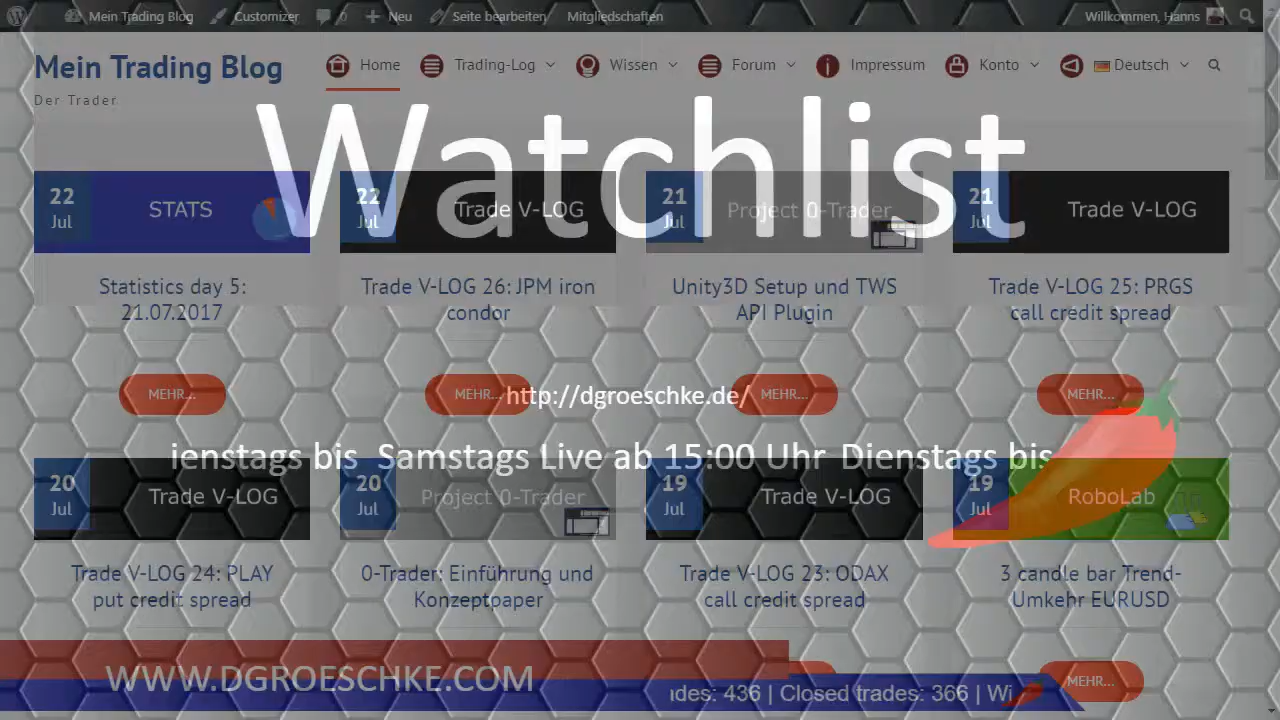 Mein Trading Blog Customizer 0 Neu Seite bearbeiten Mitgliedschaften Willkommen, Hanns
Mein Trading Blog Home Trading-Log Wissen Forum Impressum Konto Deutsch
Der Trader
Watchlist
22 Jul STATS
22 Jul Trade V-LOG
21 Jul Project 0-Trader
21 Jul Trade V-LOG
Statistics day 5:
21.07.2017
Trade V-LOG 26: JPM iron
condor
Unity3D Setup und TWS
API Plugin
Trade V-LOG 25: PRGS
call credit spread
MEHR... MEHR... MEHR... MEHR...
http://dgroeschke.de/
ienstags bis Samstags Live ab 15:00 Uhr Dienstags bis
20 Jul Trade V-LOG
20 Jul Project 0-Trader
19 Jul Trade V-LOG
19 Jul RoboLab
Trade V-LOG 24: PLAY
put credit spread
0-Trader: Einführung und
Konzeptpaper
Trade V-LOG 23: ODAX
call credit spread
3 candle bar Trend-
Umkehr EURUSD
WWW.DGROESCHKE.COM
des: 436 | Closed trades: 366 | Wi
MEHR...